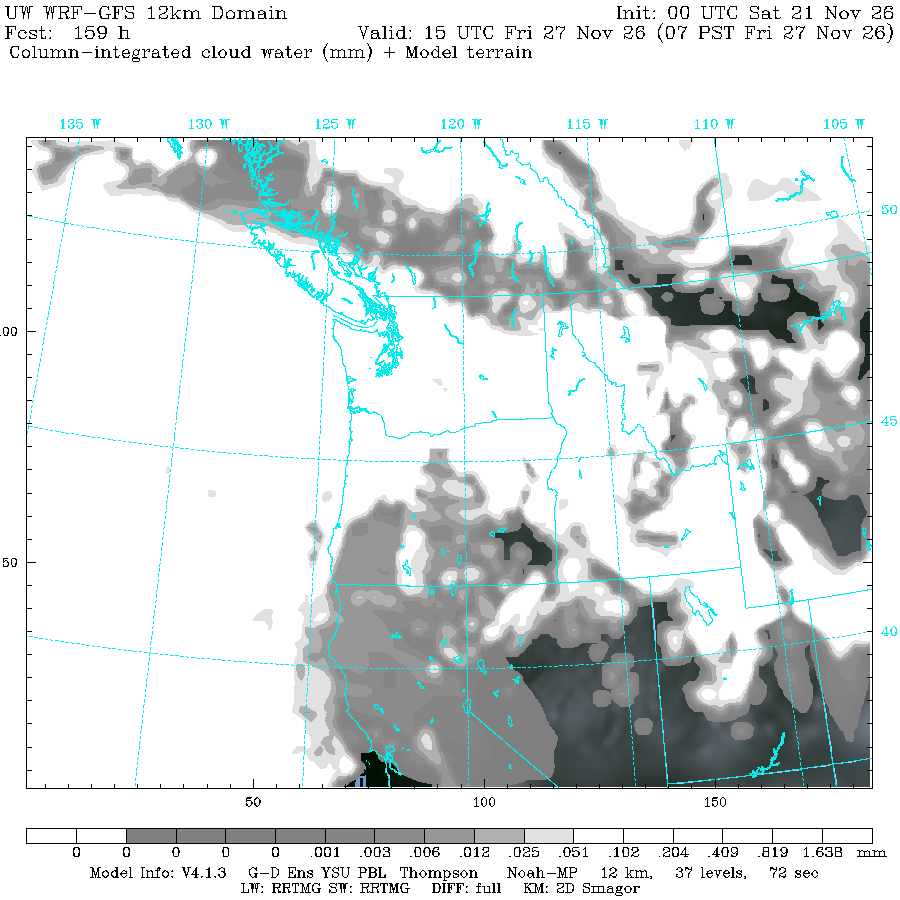 UW WRF-GFS 12km Domain Init: 00 UTC Sat 21 Nov 26
Fcst: 159 h Valid: 15 UTC Fri 27 Nov 26 (07 PST Fri 27 Nov 26)
Column-integrated cloud water (mm) + Model terrain
135 W 130 W 125 W 120 W 115 W 110 W 105 W
50
00
45
50
40
50 100 150
0 0 0 0 .001 .003 .006 .012 .025 .051 .102 .204 .409 .819 1.638 mm
Model Info: V4.1.3 G-D Ens YSU PBL Thompson Noah-MP 12 km, 37 levels, 72 sec
LW: RRTMG SW: RRTMG DIFF: full KM: 2D Smagor